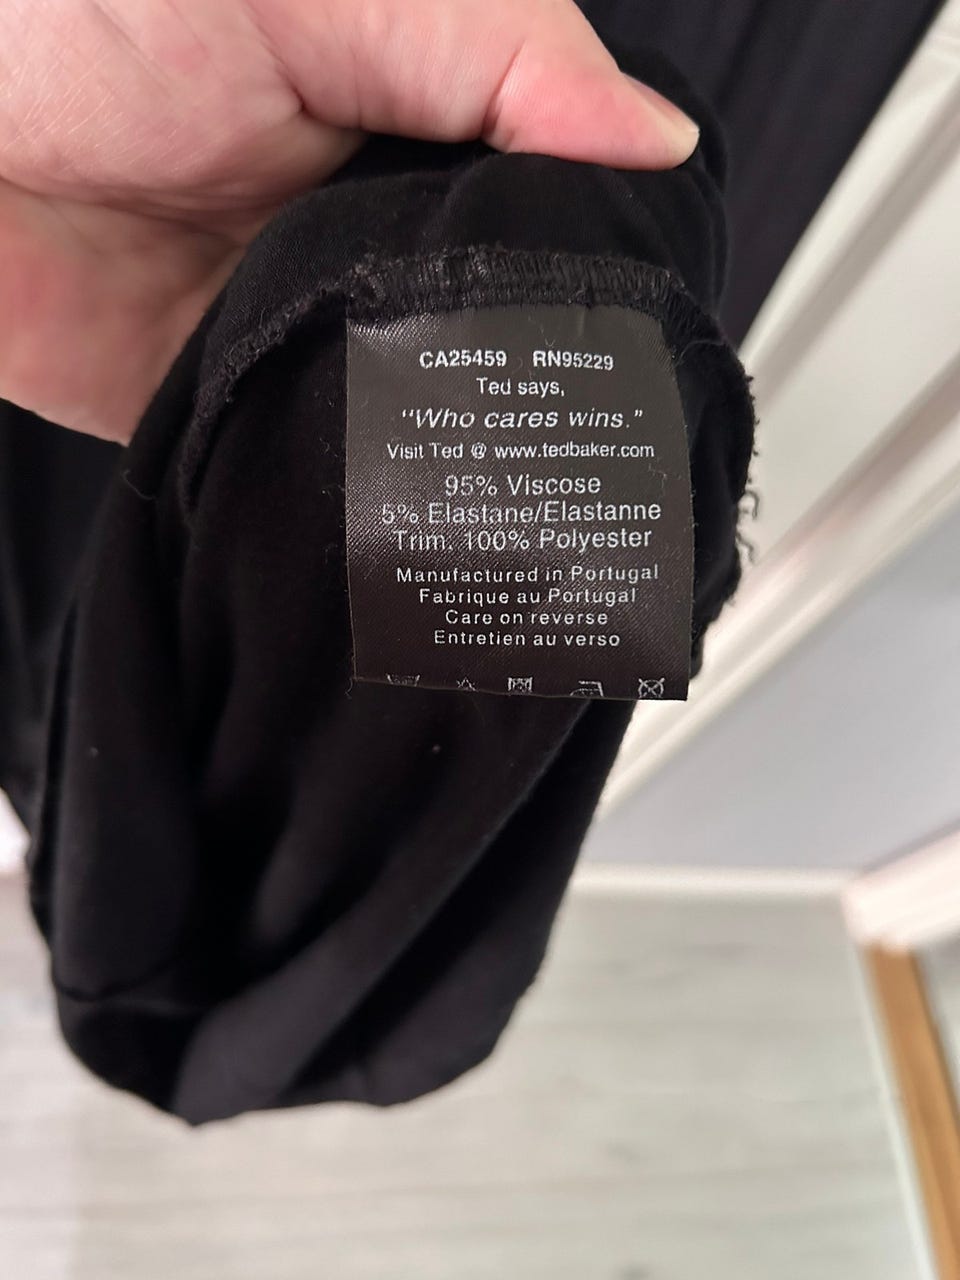 CA25459 RN95229
Ted says,
"Who cares wins."
Visit Ted @ www.tedbaker.com
95% Viscose
5% Elastane/Elastanne
Trim. 100% Polyester
Manufactured in Portugal
Fabrique au Portugal
Care on reverse
Entretien au verso